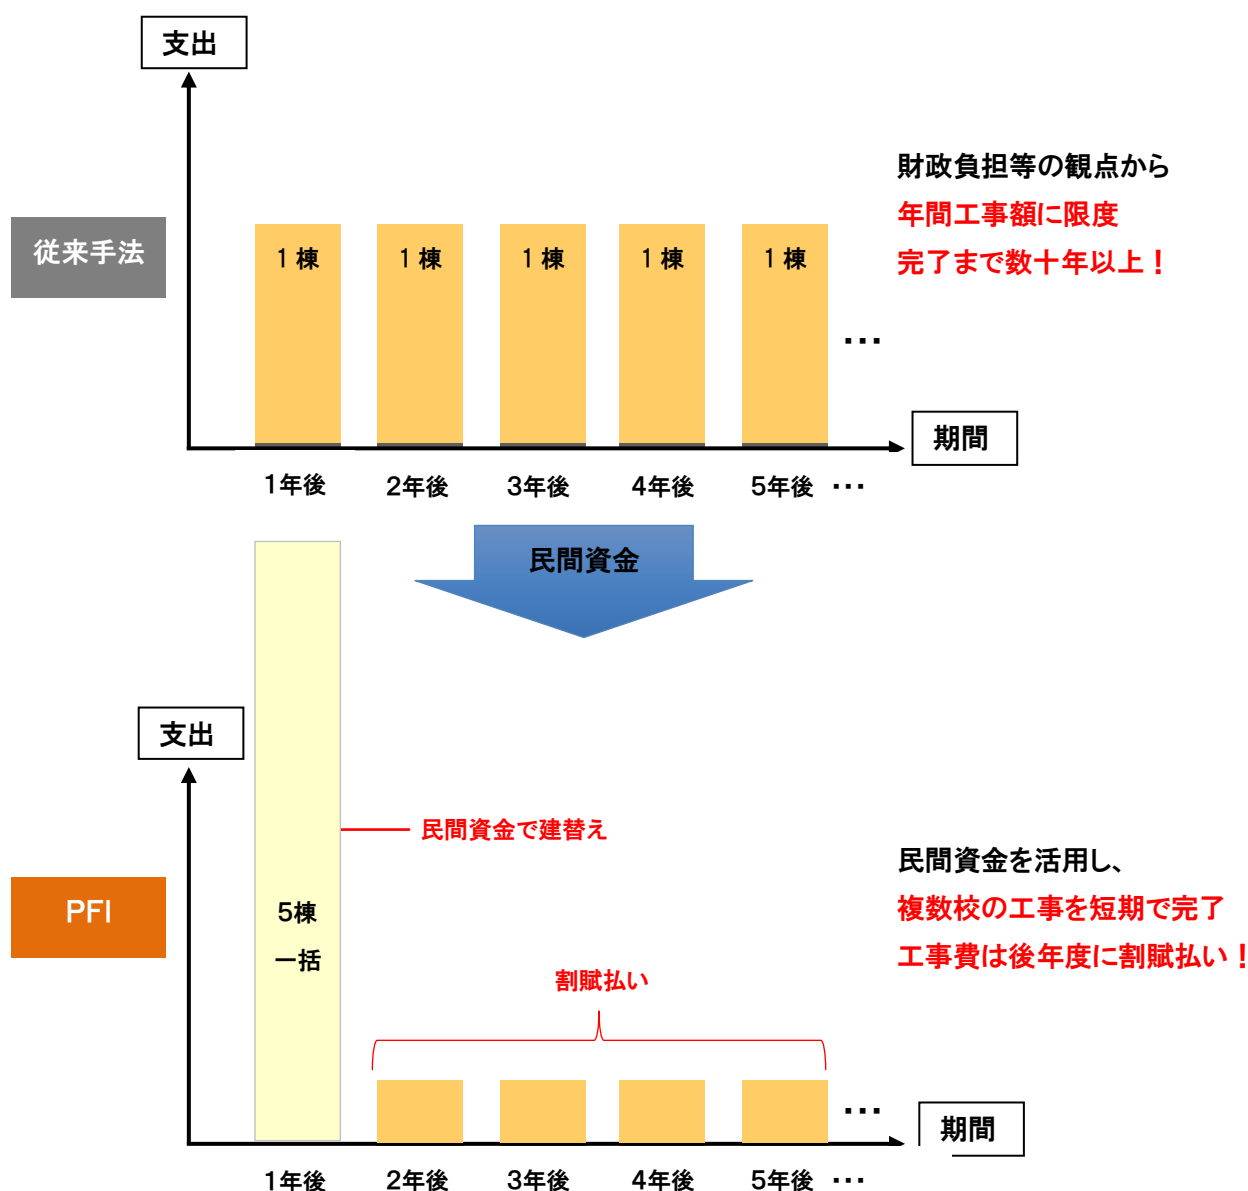 支出
財政負担等の観点から
年間工事額に限度
完了まで数十年以上！
従来手法
1 棟
1 棟
1 棟
1 棟
1 棟
…
期間
1年後
2年後
3年後
4年後
5年後
…
民間資金
支出
民間資金で建替え
民間資金を活用し、
複数校の工事を短期で完了
工事費は後年度に割賦払い！
PFI
5棟
一括
割賦払い
…
期間
1年後
2年後
3年後
4年後
5年後
…